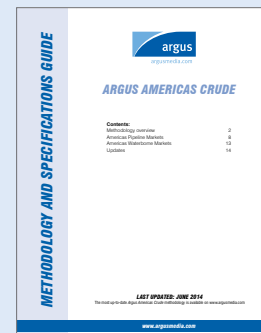 METHODOLOGY AND SPECIFICATIONS GUIDE
argus
argusmedia.com
ARGUS AMERICAS CRUDE
Contents:
Methodology overview 2
Americas Pipeline Markets 8
Americas Waterborne Markets 13
Updates 14
LAST UPDATED: JUNE 2014
The most up-to-date Argus Americas Crude methodology is available on www.argusmedia.com
www.argusmedia.com